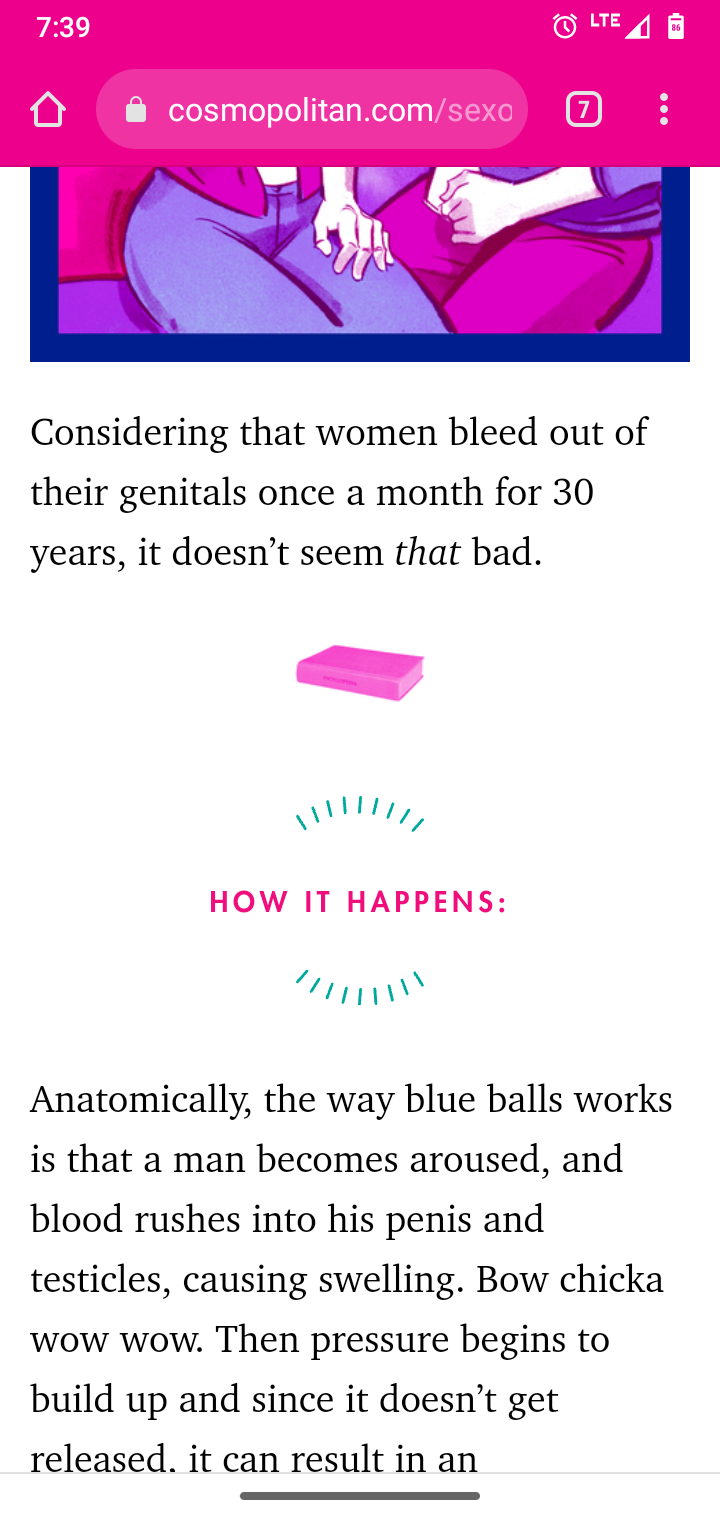 7:39
LTE
86
cosmopolitan.com/sexo
7
Considering that women bleed out of
their genitals once a month for 30
years, it doesn’t seem that bad.
HOW IT HAPPENS:
Anatomically, the way blue balls works
is that a man becomes aroused, and
blood rushes into his penis and
testicles, causing swelling. Bow chicka
wow wow. Then pressure begins to
build up and since it doesn’t get
released, it can result in an